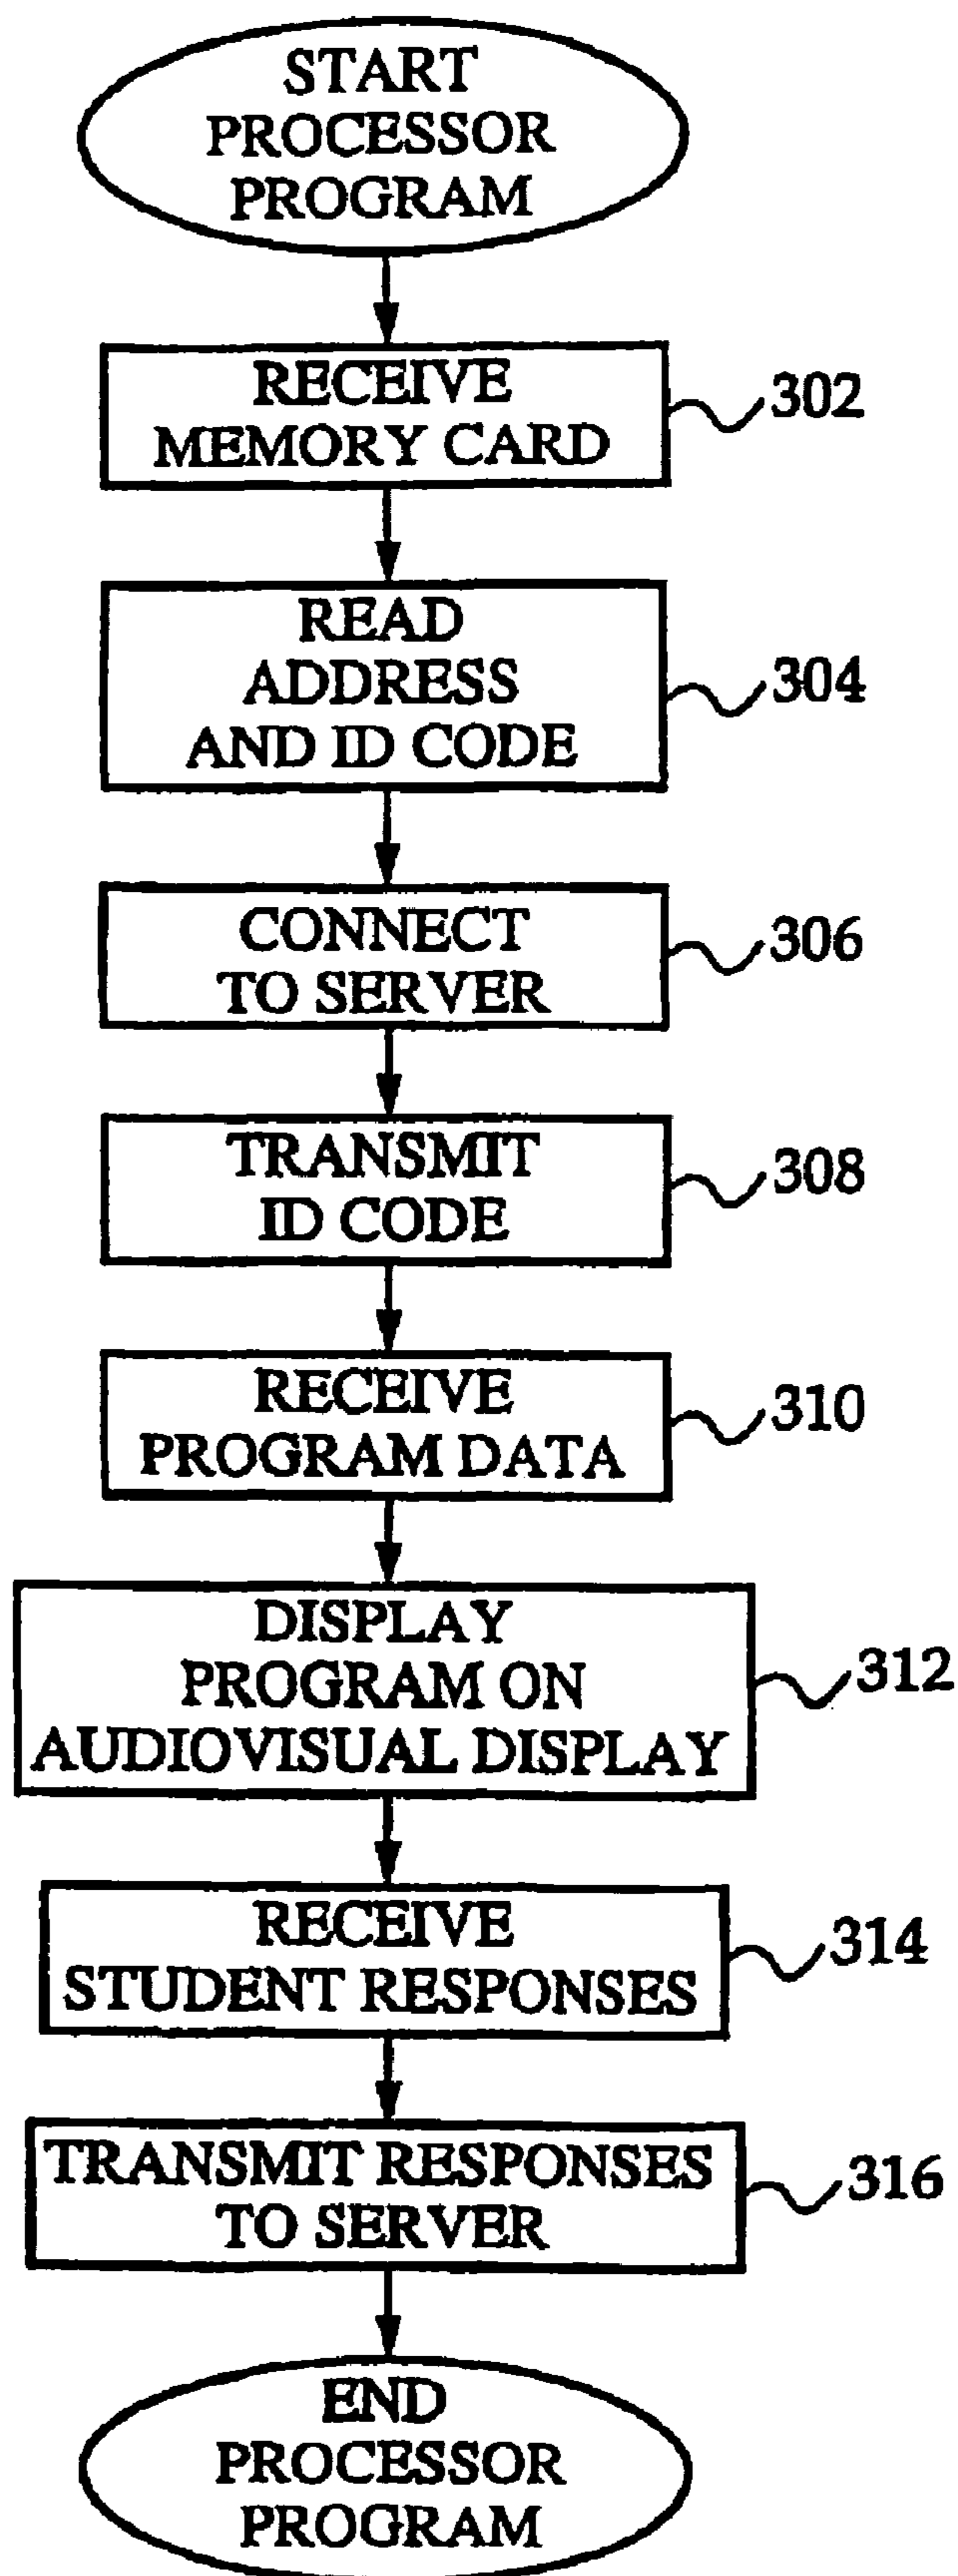 START
PROCESSOR
PROGRAM
RECEIVE
MEMORY CARD
302
READ
ADDRESS
AND ID CODE
304
CONNECT
TO SERVER
306
TRANSMIT
ID CODE
308
RECEIVE
PROGRAM DATA
310
DISPLAY
PROGRAM ON
AUDIOVISUAL DISPLAY
312
RECEIVE
STUDENT RESPONSES
314
TRANSMIT RESPONSES
TO SERVER
316
END
PROCESSOR
PROGRAM